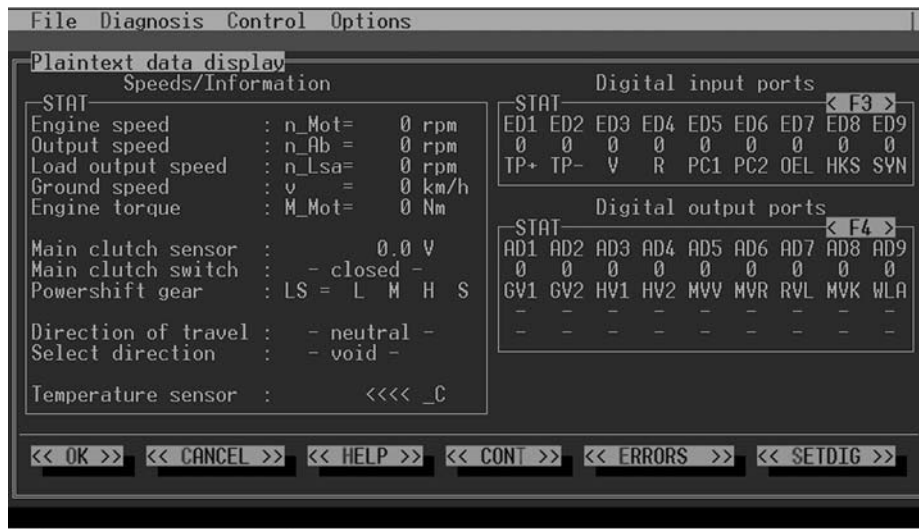 File Diagnosis Control Options
Plaintext data display
Speeds/Information
STAT
Engine speed : n_Mot= 0 rpm
Output speed : n_Ab = 0 rpm
Load output speed : n_Lsa= 0 rpm
Ground speed : v = 0 km/h
Engine torque : M_Mot= 0 Nm
Main clutch sensor : 0.0 V
Main clutch switch : - closed -
Powershift gear : LS = L M H S
Direction of travel : - neutral -
Select direction : - void -
Temperature sensor : <<<< _C
Digital input ports
STAT < F3 >
ED1 ED2 ED3 ED4 ED5 ED6 ED7 ED8 ED9
0 0 0 0 0 0 0 0 0
TP+ TP- V R PC1 PC2 OEL HKS SYN
Digital output ports
STAT < F4 >
AD1 AD2 AD3 AD4 AD5 AD6 AD7 AD8 AD9
0 0 0 0 0 0 0 0 0
GV1 GV2 HV1 HV2 MVV MVR RVL MVK WLA
- - - - - - - - -
- - - - - - - - -
<< OK >> << CANCEL >> << HELP >> << CONT >> << ERRORS >> << SETDIG >>